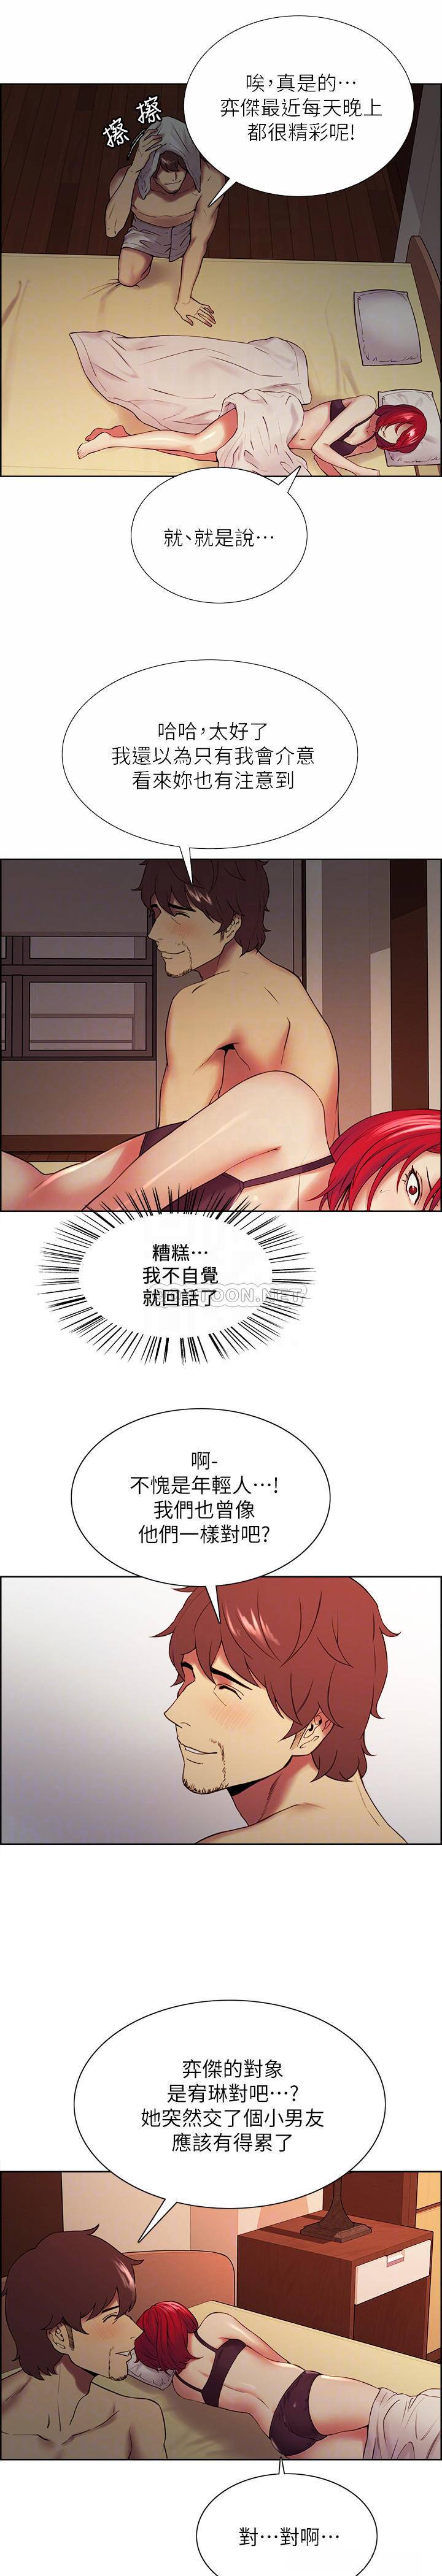 唉，真是的…
弈傑最近每天晚上
都很精彩呢!
擦
擦
就、就是說…
哈哈，太好了
我還以為只有我會介意
看來妳也有注意到
糟糕…
我不自覺
就回話了
啊-
不愧是年輕人…!
我們也曾像
他們一樣對吧?
弈傑的對象
是宥琳對吧…?
她突然交了個小男友
應該有得累了
對…對啊…